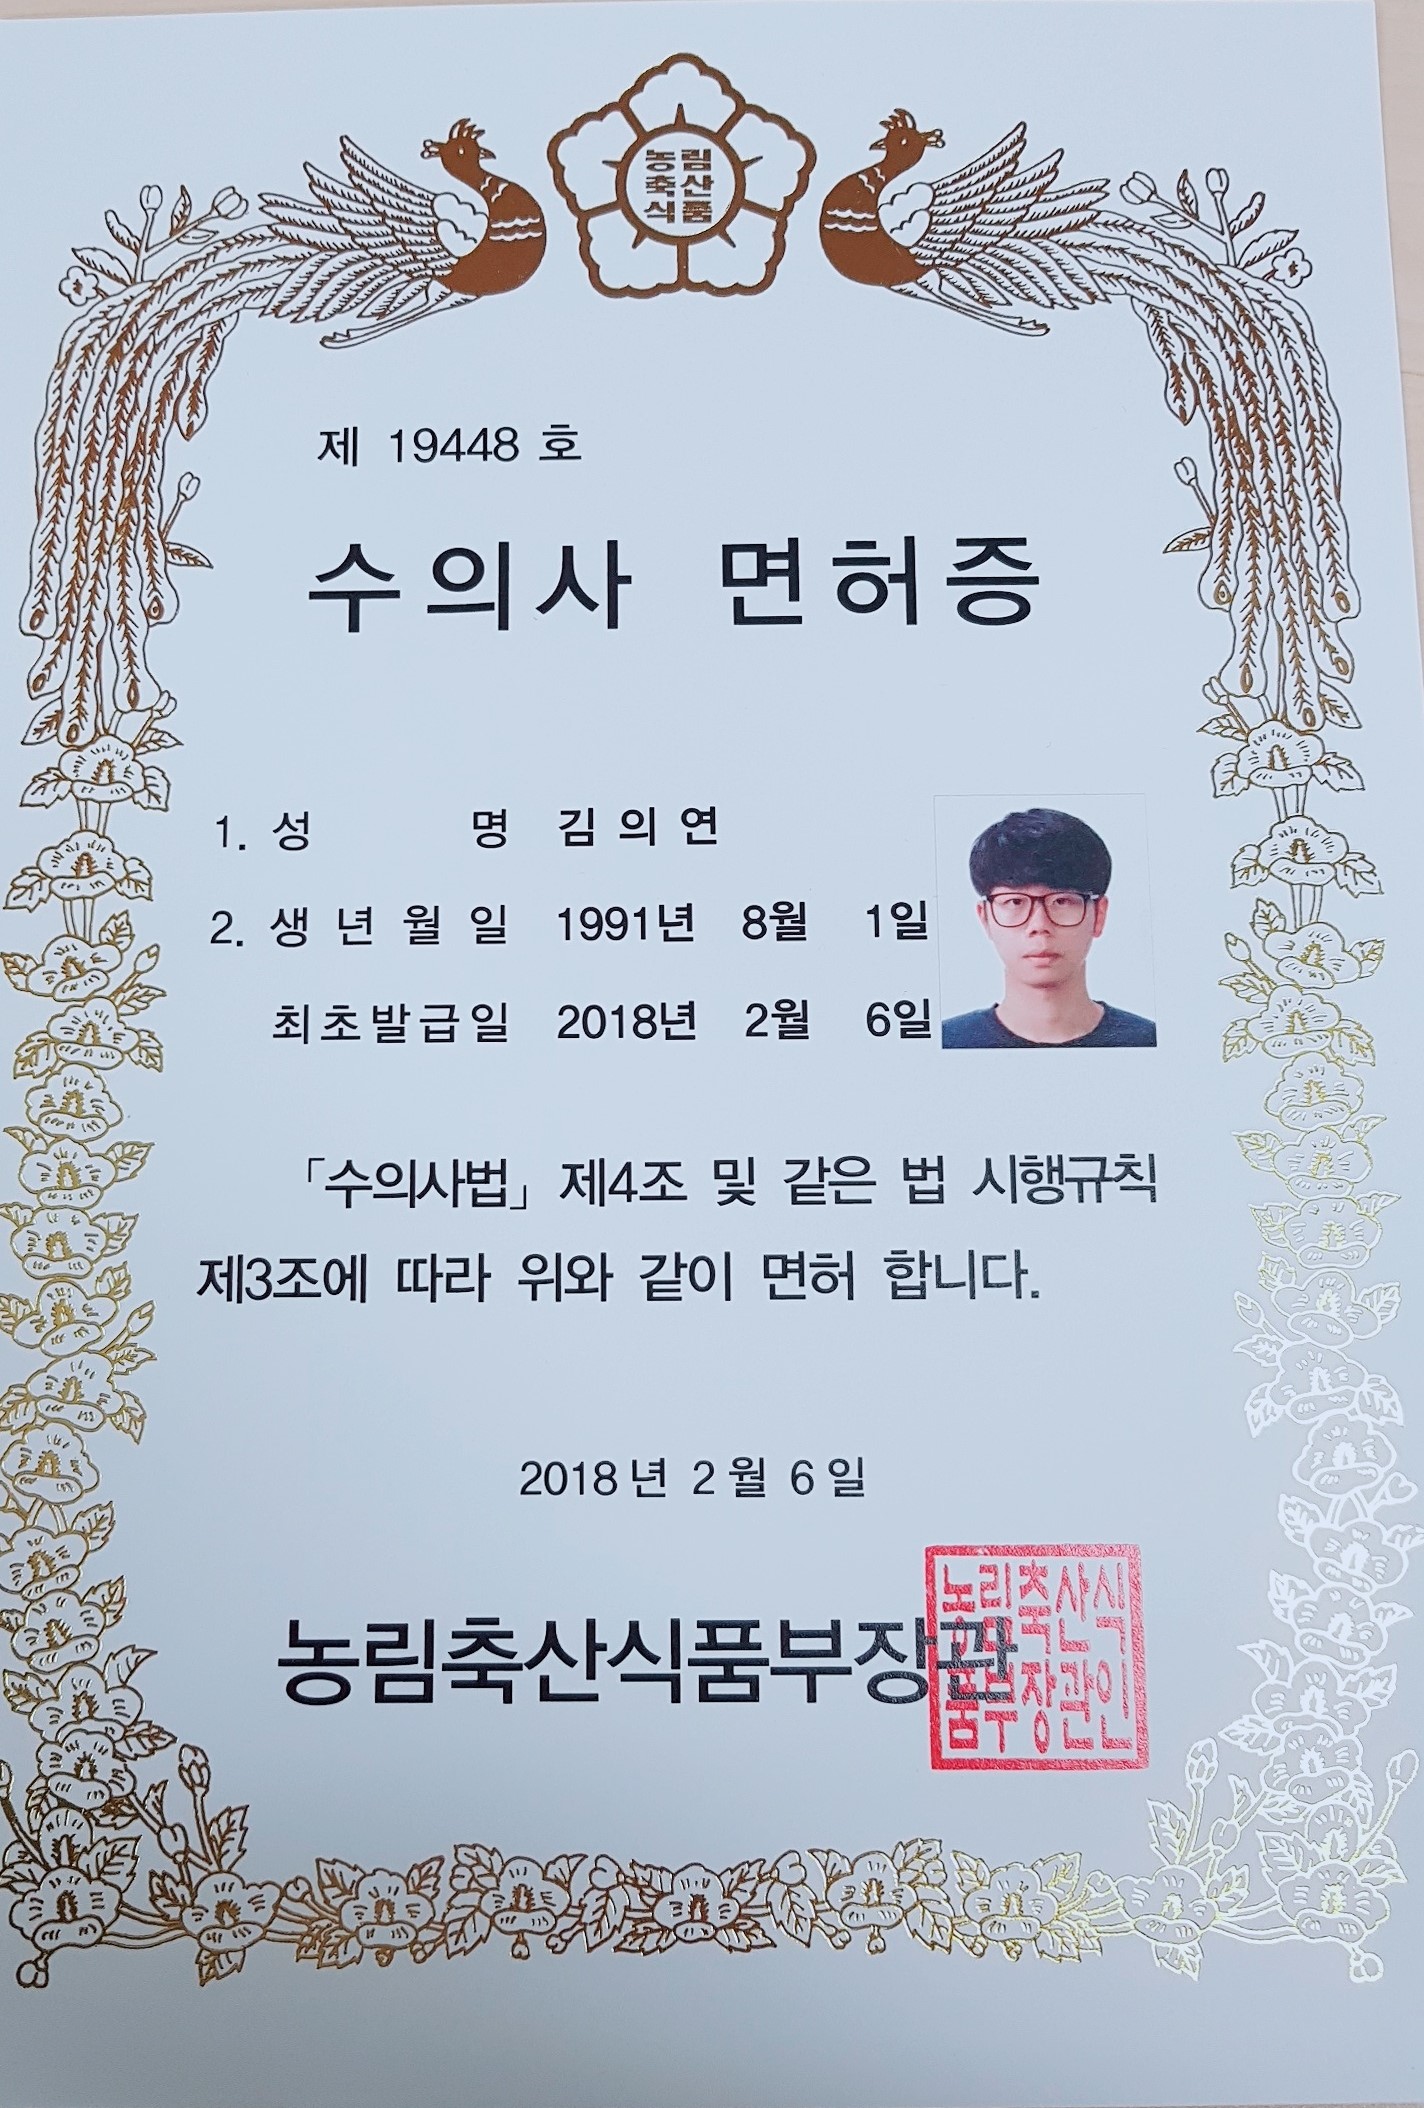 농림
축산
식품
제 19448 호
수의사 면허증
1. 성 명 김의연
2. 생년월일 1991년 8월 1일
최초발급일 2018년 2월 6일
「수의사법」 제4조 및 같은 법 시행규칙
제3조에 따라 위와 같이 면허 합니다.
2018년 2월 6일
농림축산식품부장관
농림축산식
품부장관인